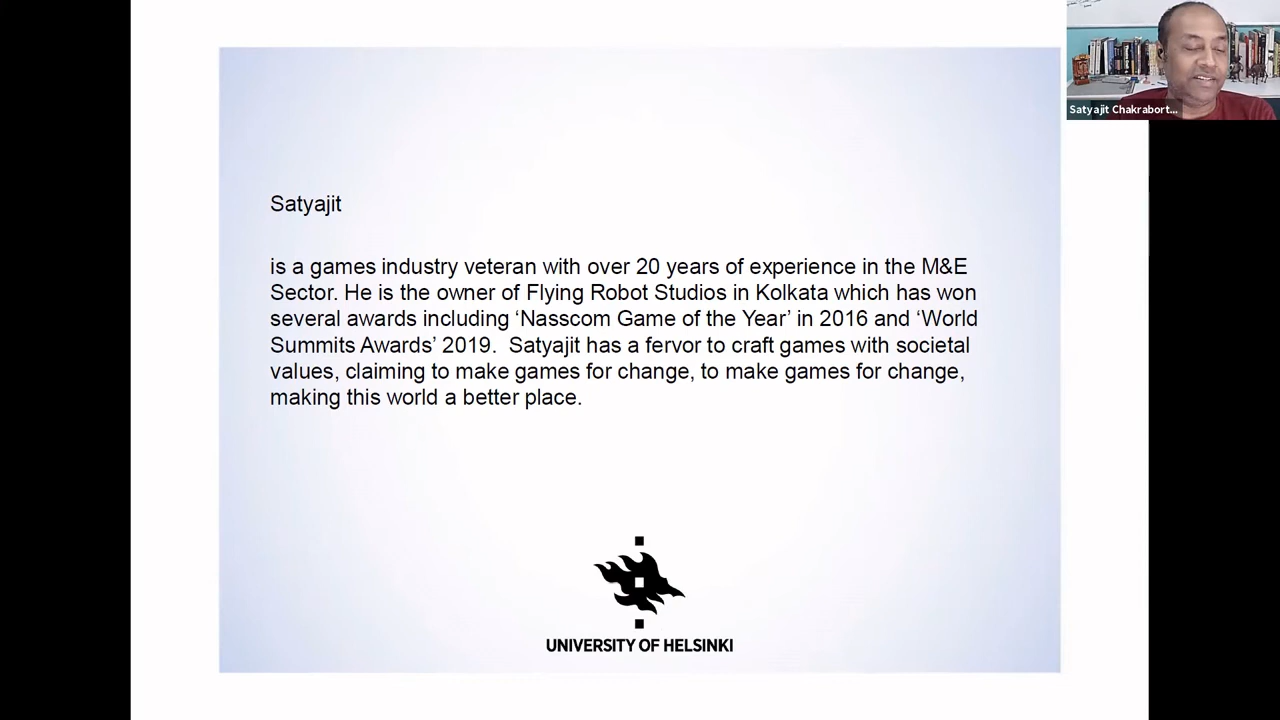 Satyajit Chakrabort...
Satyajit
is a games industry veteran with over 20 years of experience in the M&E
Sector. He is the owner of Flying Robot Studios in Kolkata which has won
several awards including ‘Nasscom Game of the Year’ in 2016 and ‘World
Summits Awards’ 2019.  Satyajit has a fervor to craft games with societal
values, claiming to make games for change, to make games for change,
making this world a better place.
UNIVERSITY OF HELSINKI